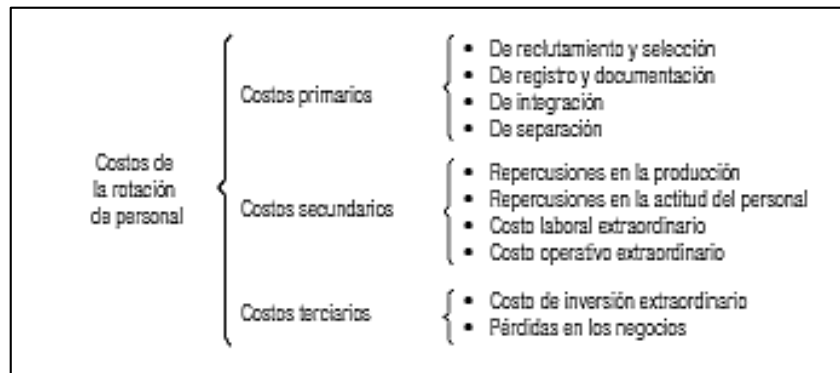 Costos de
la rotación
de personal
Costos primarios
• De reclutamiento y selección
• De registro y documentación
• De integración
• De separación
Costos secundarios
• Repercusiones en la producción
• Repercusiones en la actitud del personal
• Costo laboral extraordinario
• Costo operativo extraordinario
Costos terciarios
• Costo de inversión extraordinario
• Pérdidas en los negocios